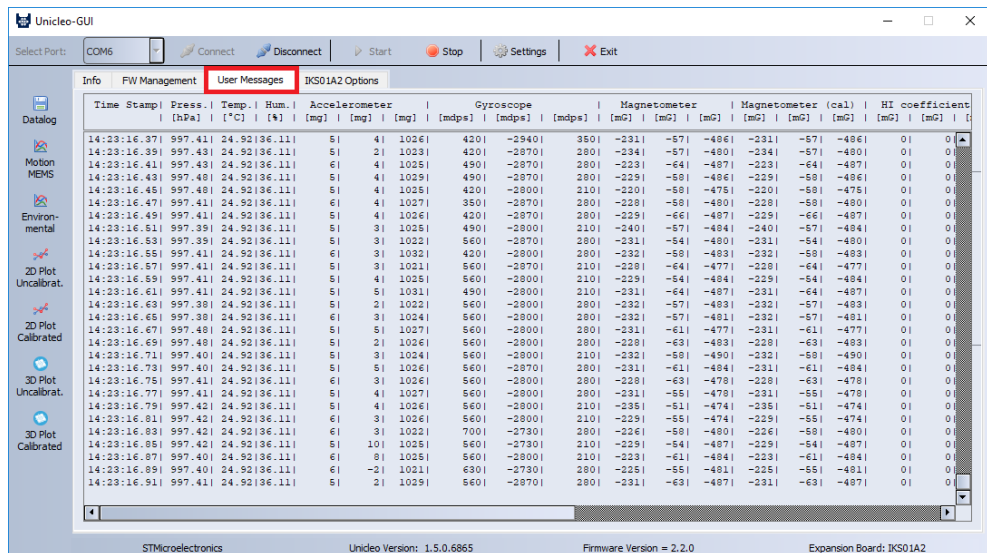 Unicleo-GUI
Select Port: COM6 Connect Disconnect Start Stop Settings Exit
Info FW Management User Messages IKS01A2 Options
Datalog
Motion
MEMS
Environ-
mental
2D Plot
Uncalibrat.
2D Plot
Calibrated
3D Plot
Uncalibrat.
3D Plot
Calibrated
Time Stamp| Press.| Temp.| Hum.| Accelerometer | Gyroscope | Magnetometer | Magnetometer (cal) | HI coefficient
| [hPa] | [°C] | [%] | [mg] | [mg] | [mg] | [mdps] | [mdps] | [mdps] | [mG] | [mG] | [mG] | [mG] | [mG] | [mG] | [mG] | [mG] |
14:23:16.37| 997.41| 24.92|36.11| 5| 4| 1026| 420| -2940| 350| -231| -57| -486| -231| -57| -486| 0| 0|
14:23:16.39| 997.43| 24.92|36.11| 6| 2| 1023| 420| -2870| 280| -234| -57| -480| -234| -57| -480| 0| 0|
14:23:16.41| 997.43| 24.92|36.11| 6| 4| 1025| 490| -2870| 280| -223| -64| -487| -223| -64| -487| 0| 0|
14:23:16.43| 997.48| 24.92|36.11| 5| 4| 1029| 490| -2870| 280| -229| -58| -486| -229| -58| -486| 0| 0|
14:23:16.45| 997.48| 24.92|36.11| 5| 4| 1025| 420| -2800| 210| -220| -58| -475| -220| -58| -475| 0| 0|
14:23:16.47| 997.41| 24.92|36.11| 6| 4| 1027| 350| -2870| 280| -228| -58| -480| -228| -58| -480| 0| 0|
14:23:16.49| 997.41| 24.92|36.11| 5| 4| 1026| 420| -2870| 280| -229| -66| -487| -229| -66| -487| 0| 0|
14:23:16.51| 997.39| 24.92|36.11| 5| 3| 1025| 490| -2800| 210| -240| -57| -484| -240| -57| -484| 0| 0|
14:23:16.53| 997.39| 24.92|36.11| 5| 3| 1022| 560| -2870| 280| -231| -54| -480| -231| -54| -480| 0| 0|
14:23:16.55| 997.41| 24.92|36.11| 6| 3| 1032| 420| -2800| 280| -232| -58| -483| -232| -58| -483| 0| 0|
14:23:16.57| 997.41| 24.92|36.11| 5| 3| 1021| 560| -2870| 210| -228| -64| -477| -228| -64| -477| 0| 0|
14:23:16.59| 997.41| 24.92|36.11| 5| 4| 1025| 560| -2800| 210| -229| -54| -484| -229| -54| -484| 0| 0|
14:23:16.61| 997.41| 24.92|36.11| 5| 5| 1031| 490| -2800| 210| -231| -64| -487| -231| -64| -487| 0| 0|
14:23:16.63| 997.38| 24.92|36.11| 5| 2| 1022| 560| -2800| 280| -232| -57| -483| -232| -57| -483| 0| 0|
14:23:16.65| 997.38| 24.92|36.11| 6| 3| 1024| 560| -2800| 280| -232| -57| -481| -232| -57| -481| 0| 0|
14:23:16.67| 997.48| 24.92|36.11| 5| 5| 1027| 560| -2800| 280| -231| -61| -477| -231| -61| -477| 0| 0|
14:23:16.69| 997.48| 24.92|36.11| 5| 2| 1026| 560| -2800| 280| -228| -63| -483| -228| -63| -483| 0| 0|
14:23:16.71| 997.40| 24.92|36.11| 5| 3| 1024| 560| -2800| 210| -232| -58| -490| -232| -58| -490| 0| 0|
14:23:16.73| 997.40| 24.92|36.11| 5| 5| 1026| 560| -2870| 280| -231| -61| -484| -231| -61| -484| 0| 0|
14:23:16.75| 997.41| 24.92|36.11| 6| 3| 1026| 560| -2800| 280| -228| -63| -478| -228| -63| -478| 0| 0|
14:23:16.77| 997.41| 24.92|36.11| 5| 4| 1027| 560| -2800| 280| -231| -55| -478| -231| -55| -478| 0| 0|
14:23:16.79| 997.42| 24.92|36.11| 5| 4| 1026| 560| -2800| 210| -235| -51| -474| -235| -51| -474| 0| 0|
14:23:16.81| 997.42| 24.92|36.11| 6| 3| 1026| 560| -2800| 210| -229| -55| -474| -229| -55| -474| 0| 0|
14:23:16.83| 997.42| 24.92|36.11| 6| 3| 1022| 700| -2730| 280| -226| -58| -480| -226| -58| -480| 0| 0|
14:23:16.85| 997.42| 24.92|36.11| 5| 10| 1025| 560| -2730| 210| -229| -54| -487| -229| -54| -487| 0| 0|
14:23:16.87| 997.40| 24.92|36.11| 6| 8| 1025| 560| -2800| 210| -223| -61| -484| -223| -61| -484| 0| 0|
14:23:16.89| 997.40| 24.92|36.11| 6| -2| 1021| 630| -2730| 280| -225| -55| -481| -225| -55| -481| 0| 0|
14:23:16.91| 997.41| 24.92|36.11| 5| 2| 1029| 560| -2870| 280| -231| -63| -487| -231| -63| -487| 0| 0|
STMicroelectronics Unicleo Version: 1.5.0.6865 Firmware Version = 2.2.0 Expansion Board: IKS01A2